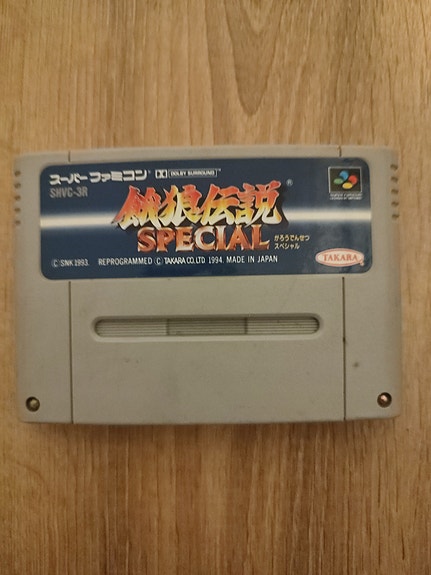 スーパーファミコン DOLBY SURROUND
SHVC-3R
餓狼伝説®
SPECIAL
がろうでんせつ
スペシャル
©SNK 1993. REPROGRAMMED ©TAKARA CO.,LTD 1994. MADE IN JAPAN
TAKARA